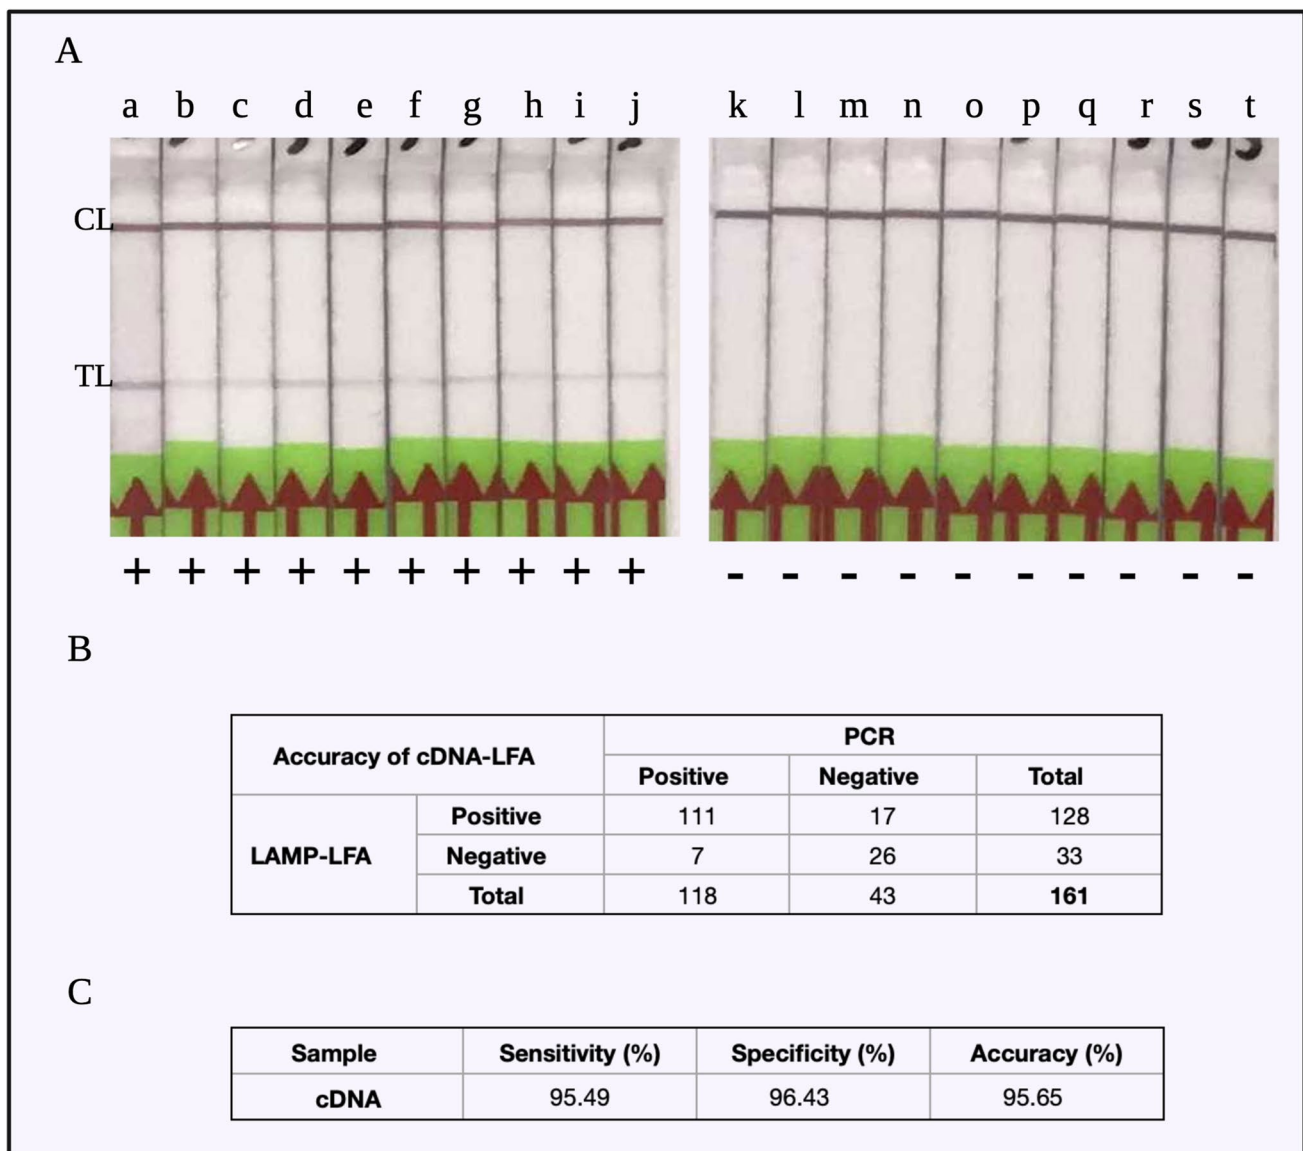 A
a b c d e f g h i j k l m n o p q r s t
CL
TL
+ + + + + + + + + + - - - - - - - - - -
B
Accuracy of cDNA-LFA PCR
Positive Negative Total
LAMP-LFA Positive 111 17 128
Negative 7 26 33
Total 118 43 161
C
Sample Sensitivity (%) Specificity (%) Accuracy (%)
cDNA 95.49 96.43 95.65